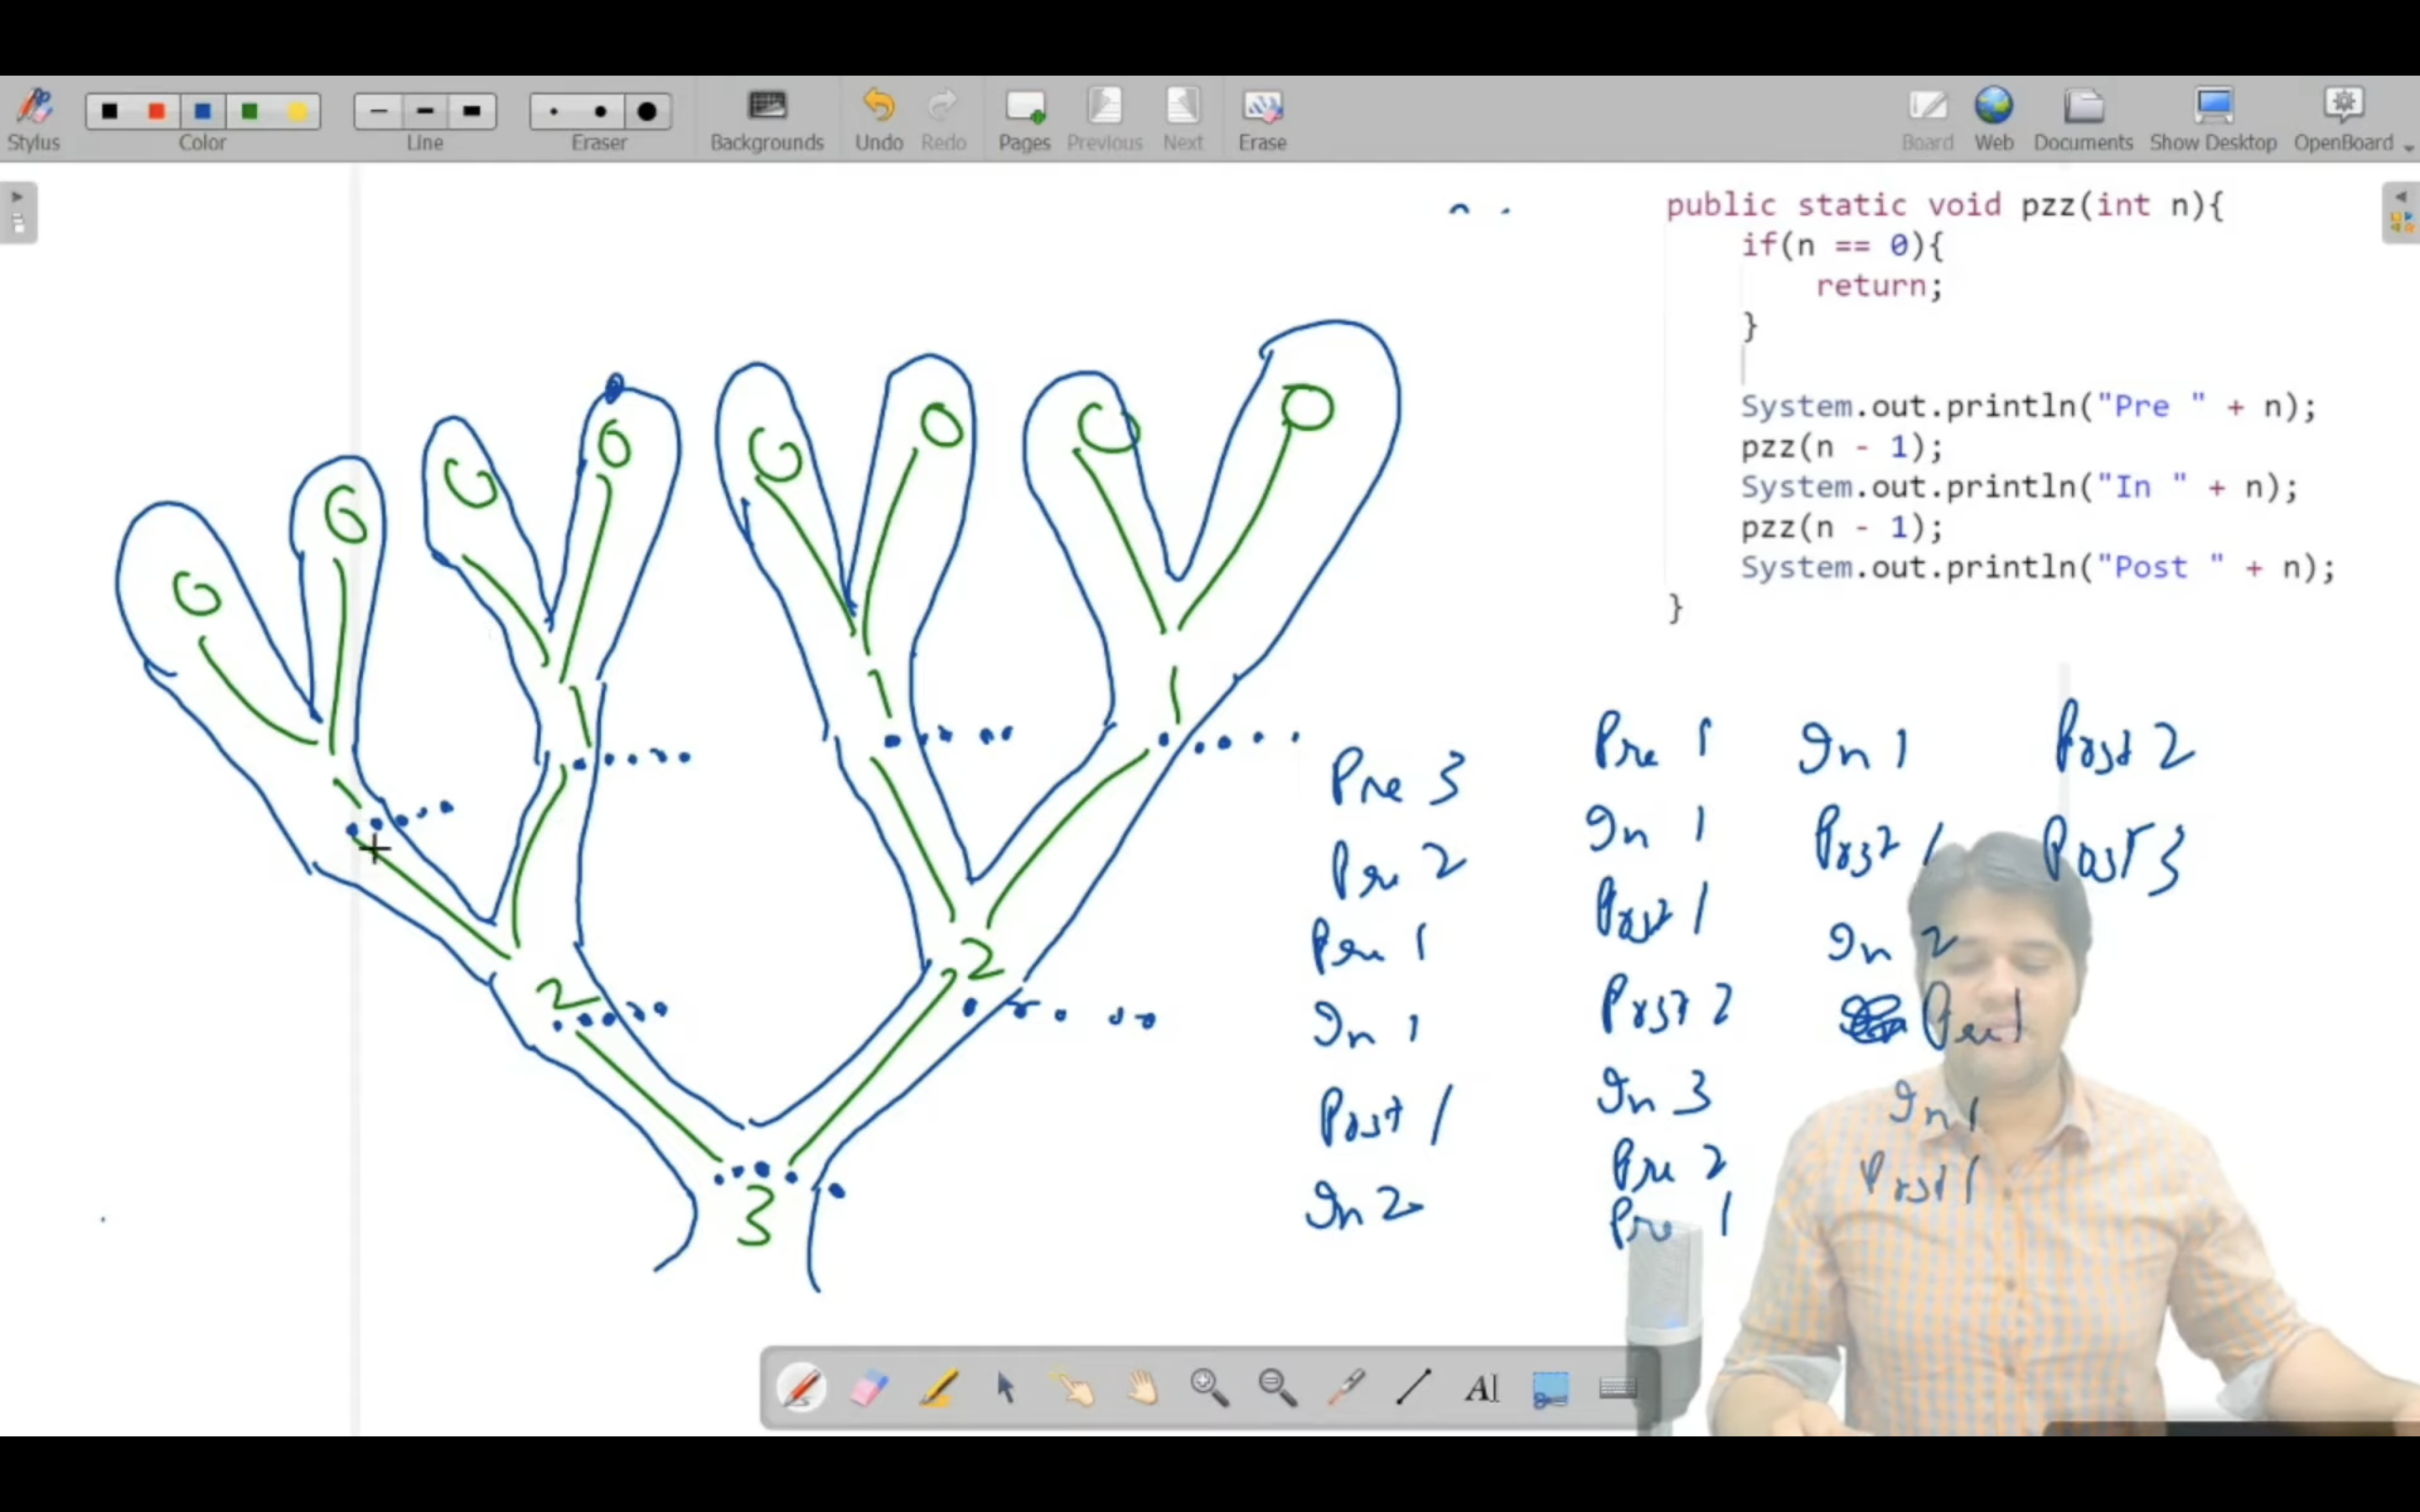 Stylus
Color
Line
Eraser
Backgrounds
Undo
Redo
Pages
Previous
Next
Erase
Board
Web
Documents
Show Desktop
OpenBoard
public static void pzz(int n){
if(n == 0){
return;
}
System.out.println("Pre " + n);
pzz(n - 1);
System.out.println("In " + n);
pzz(n - 1);
System.out.println("Post " + n);
}
0
0
0
0
0
0
0
0
1
1
1
1
2
2
3
Pre 3
Pre 2
Pre 1
In 1
Post 1
In 2
Pre 1
In 1
Post 1
Post 2
In 3
Pre 2
Pre 1
In 1
Post 1
In 2
Pre 1
In 1
Post 1
Post 2
Post 3
AI